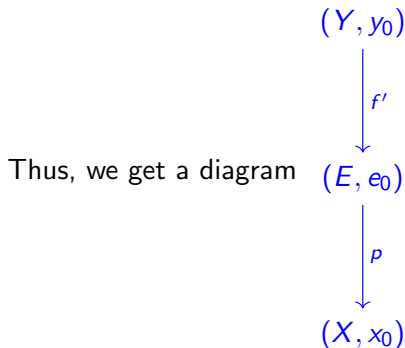 (Y, y₀)
f′
Thus, we get a diagram (E, e₀)
p
(X, x₀)